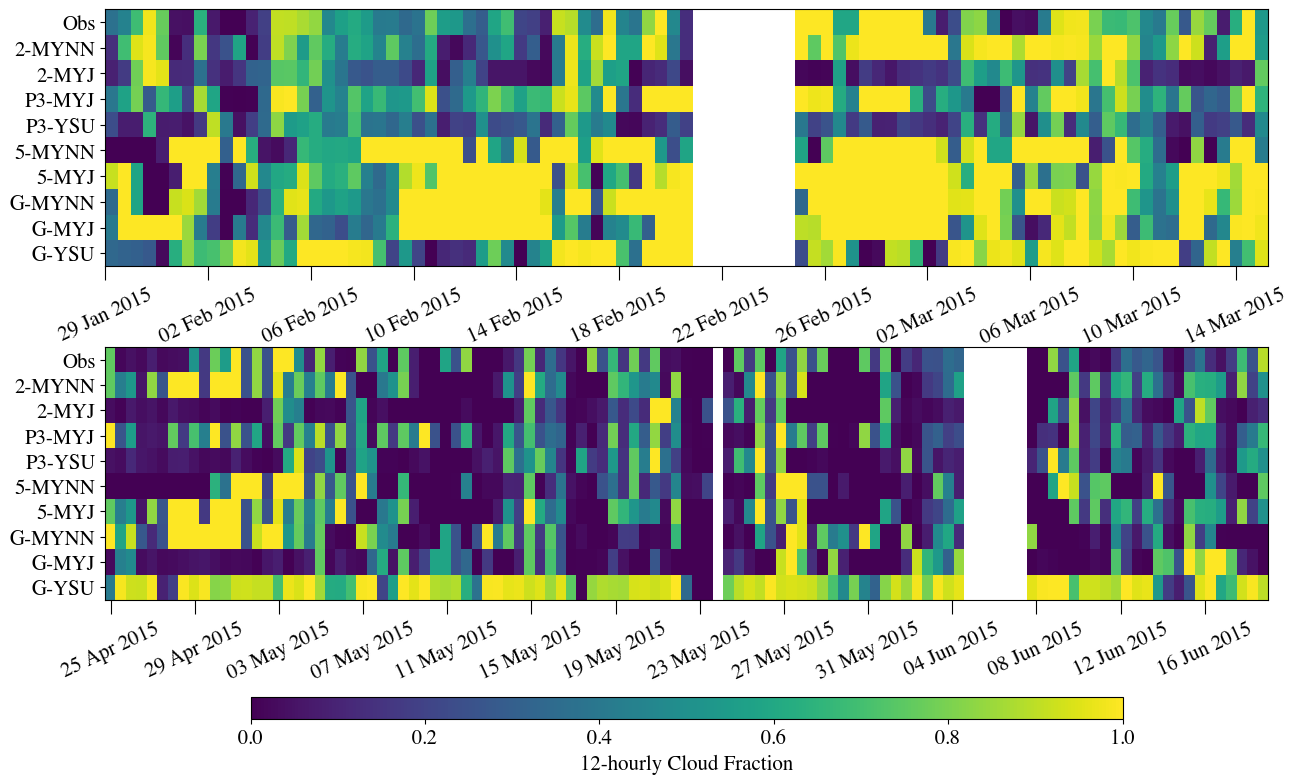 Obs
2-MYNN
2-MYJ
P3-MYJ
P3-YSU
5-MYNN
5-MYJ
G-MYNN
G-MYJ
G-YSU
29 Jan 2015 02 Feb 2015 06 Feb 2015 10 Feb 2015 14 Feb 2015 18 Feb 2015 22 Feb 2015 26 Feb 2015 02 Mar 2015 06 Mar 2015 10 Mar 2015 14 Mar 2015
Obs
2-MYNN
2-MYJ
P3-MYJ
P3-YSU
5-MYNN
5-MYJ
G-MYNN
G-MYJ
G-YSU
25 Apr 2015 29 Apr 2015 03 May 2015 07 May 2015 11 May 2015 15 May 2015 19 May 2015 23 May 2015 27 May 2015 31 May 2015 04 Jun 2015 08 Jun 2015 12 Jun 2015 16 Jun 2015
0.0 0.2 0.4 0.6 0.8 1.0
12-hourly Cloud Fraction